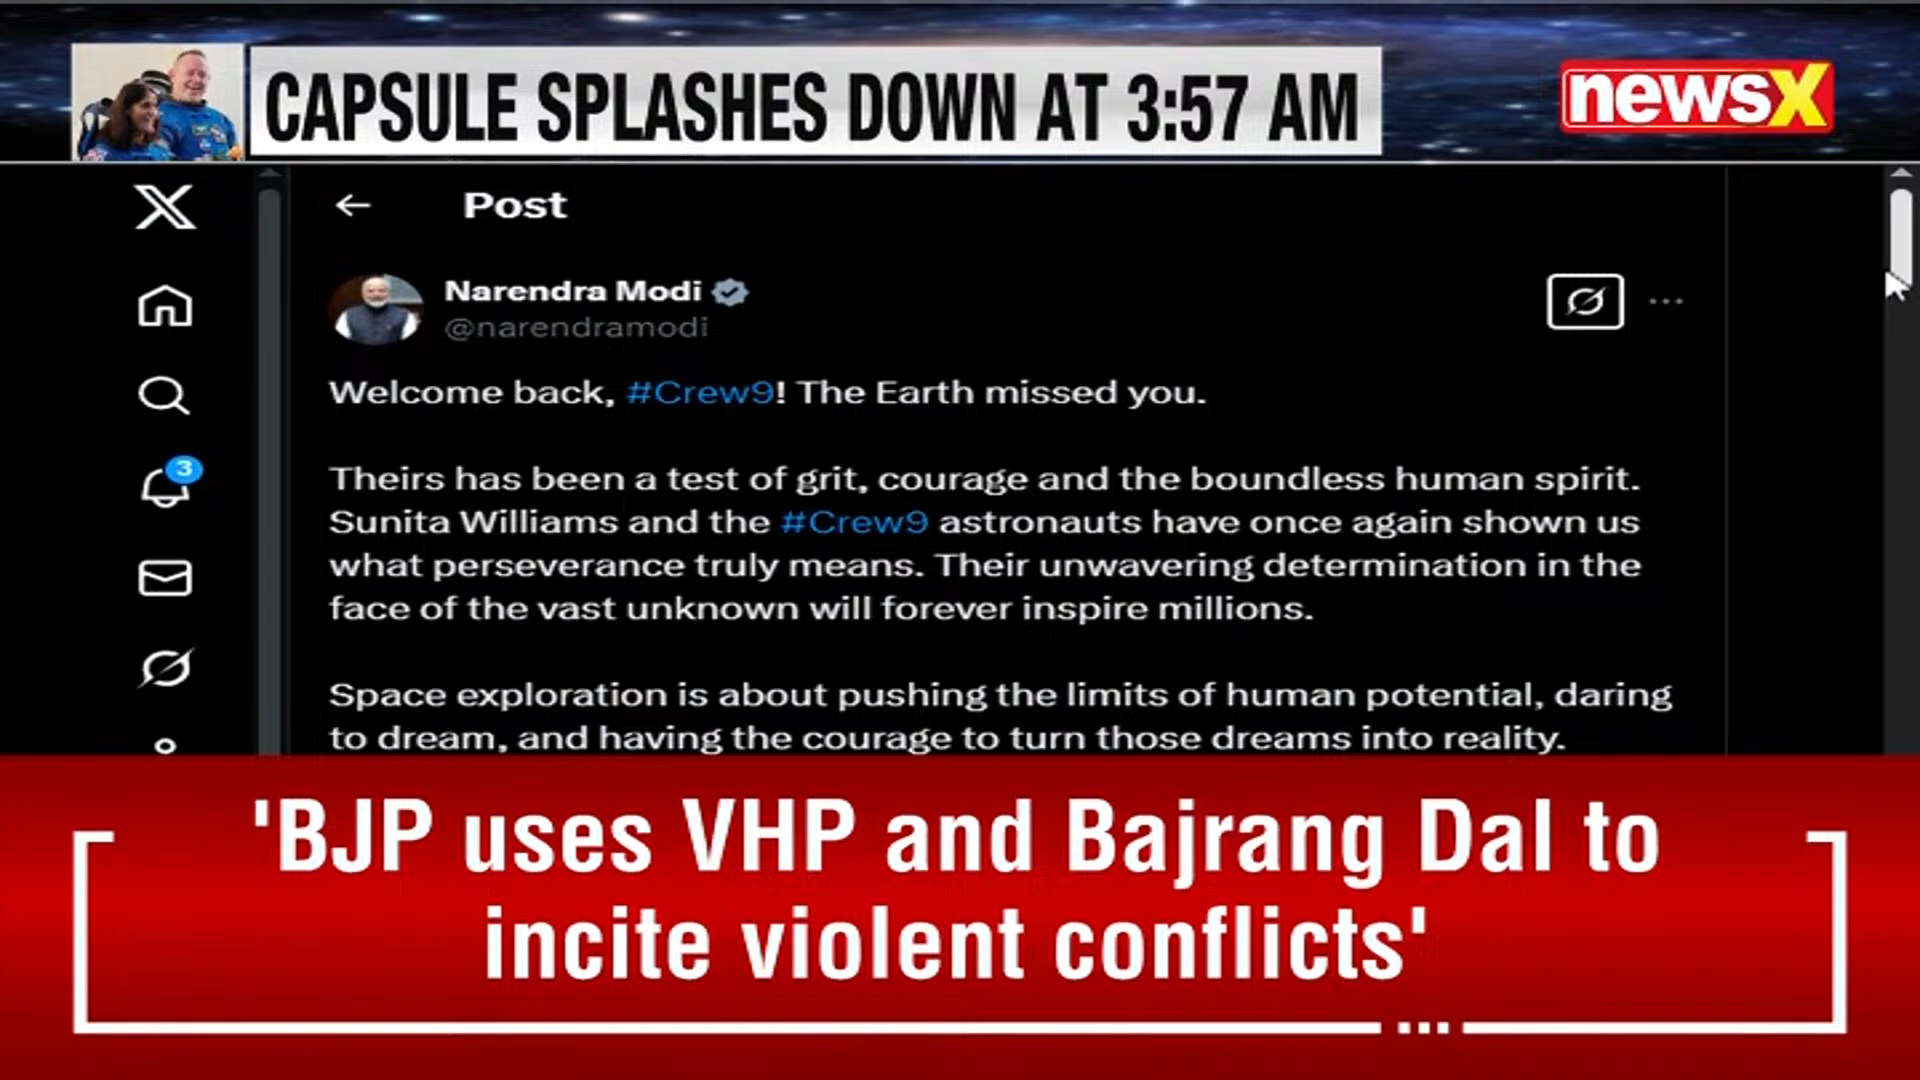 CAPSULE SPLASHES DOWN AT 3:57 AM
newsX
Post
Narendra Modi
@narendramodi
Welcome back, #Crew9! The Earth missed you.
Theirs has been a test of grit, courage and the boundless human spirit.
Sunita Williams and the #Crew9 astronauts have once again shown us
what perseverance truly means. Their unwavering determination in the
face of the vast unknown will forever inspire millions.
Space exploration is about pushing the limits of human potential, daring
to dream, and having the courage to turn those dreams into reality.
3
'BJP uses VHP and Bajrang Dal to
incite violent conflicts'